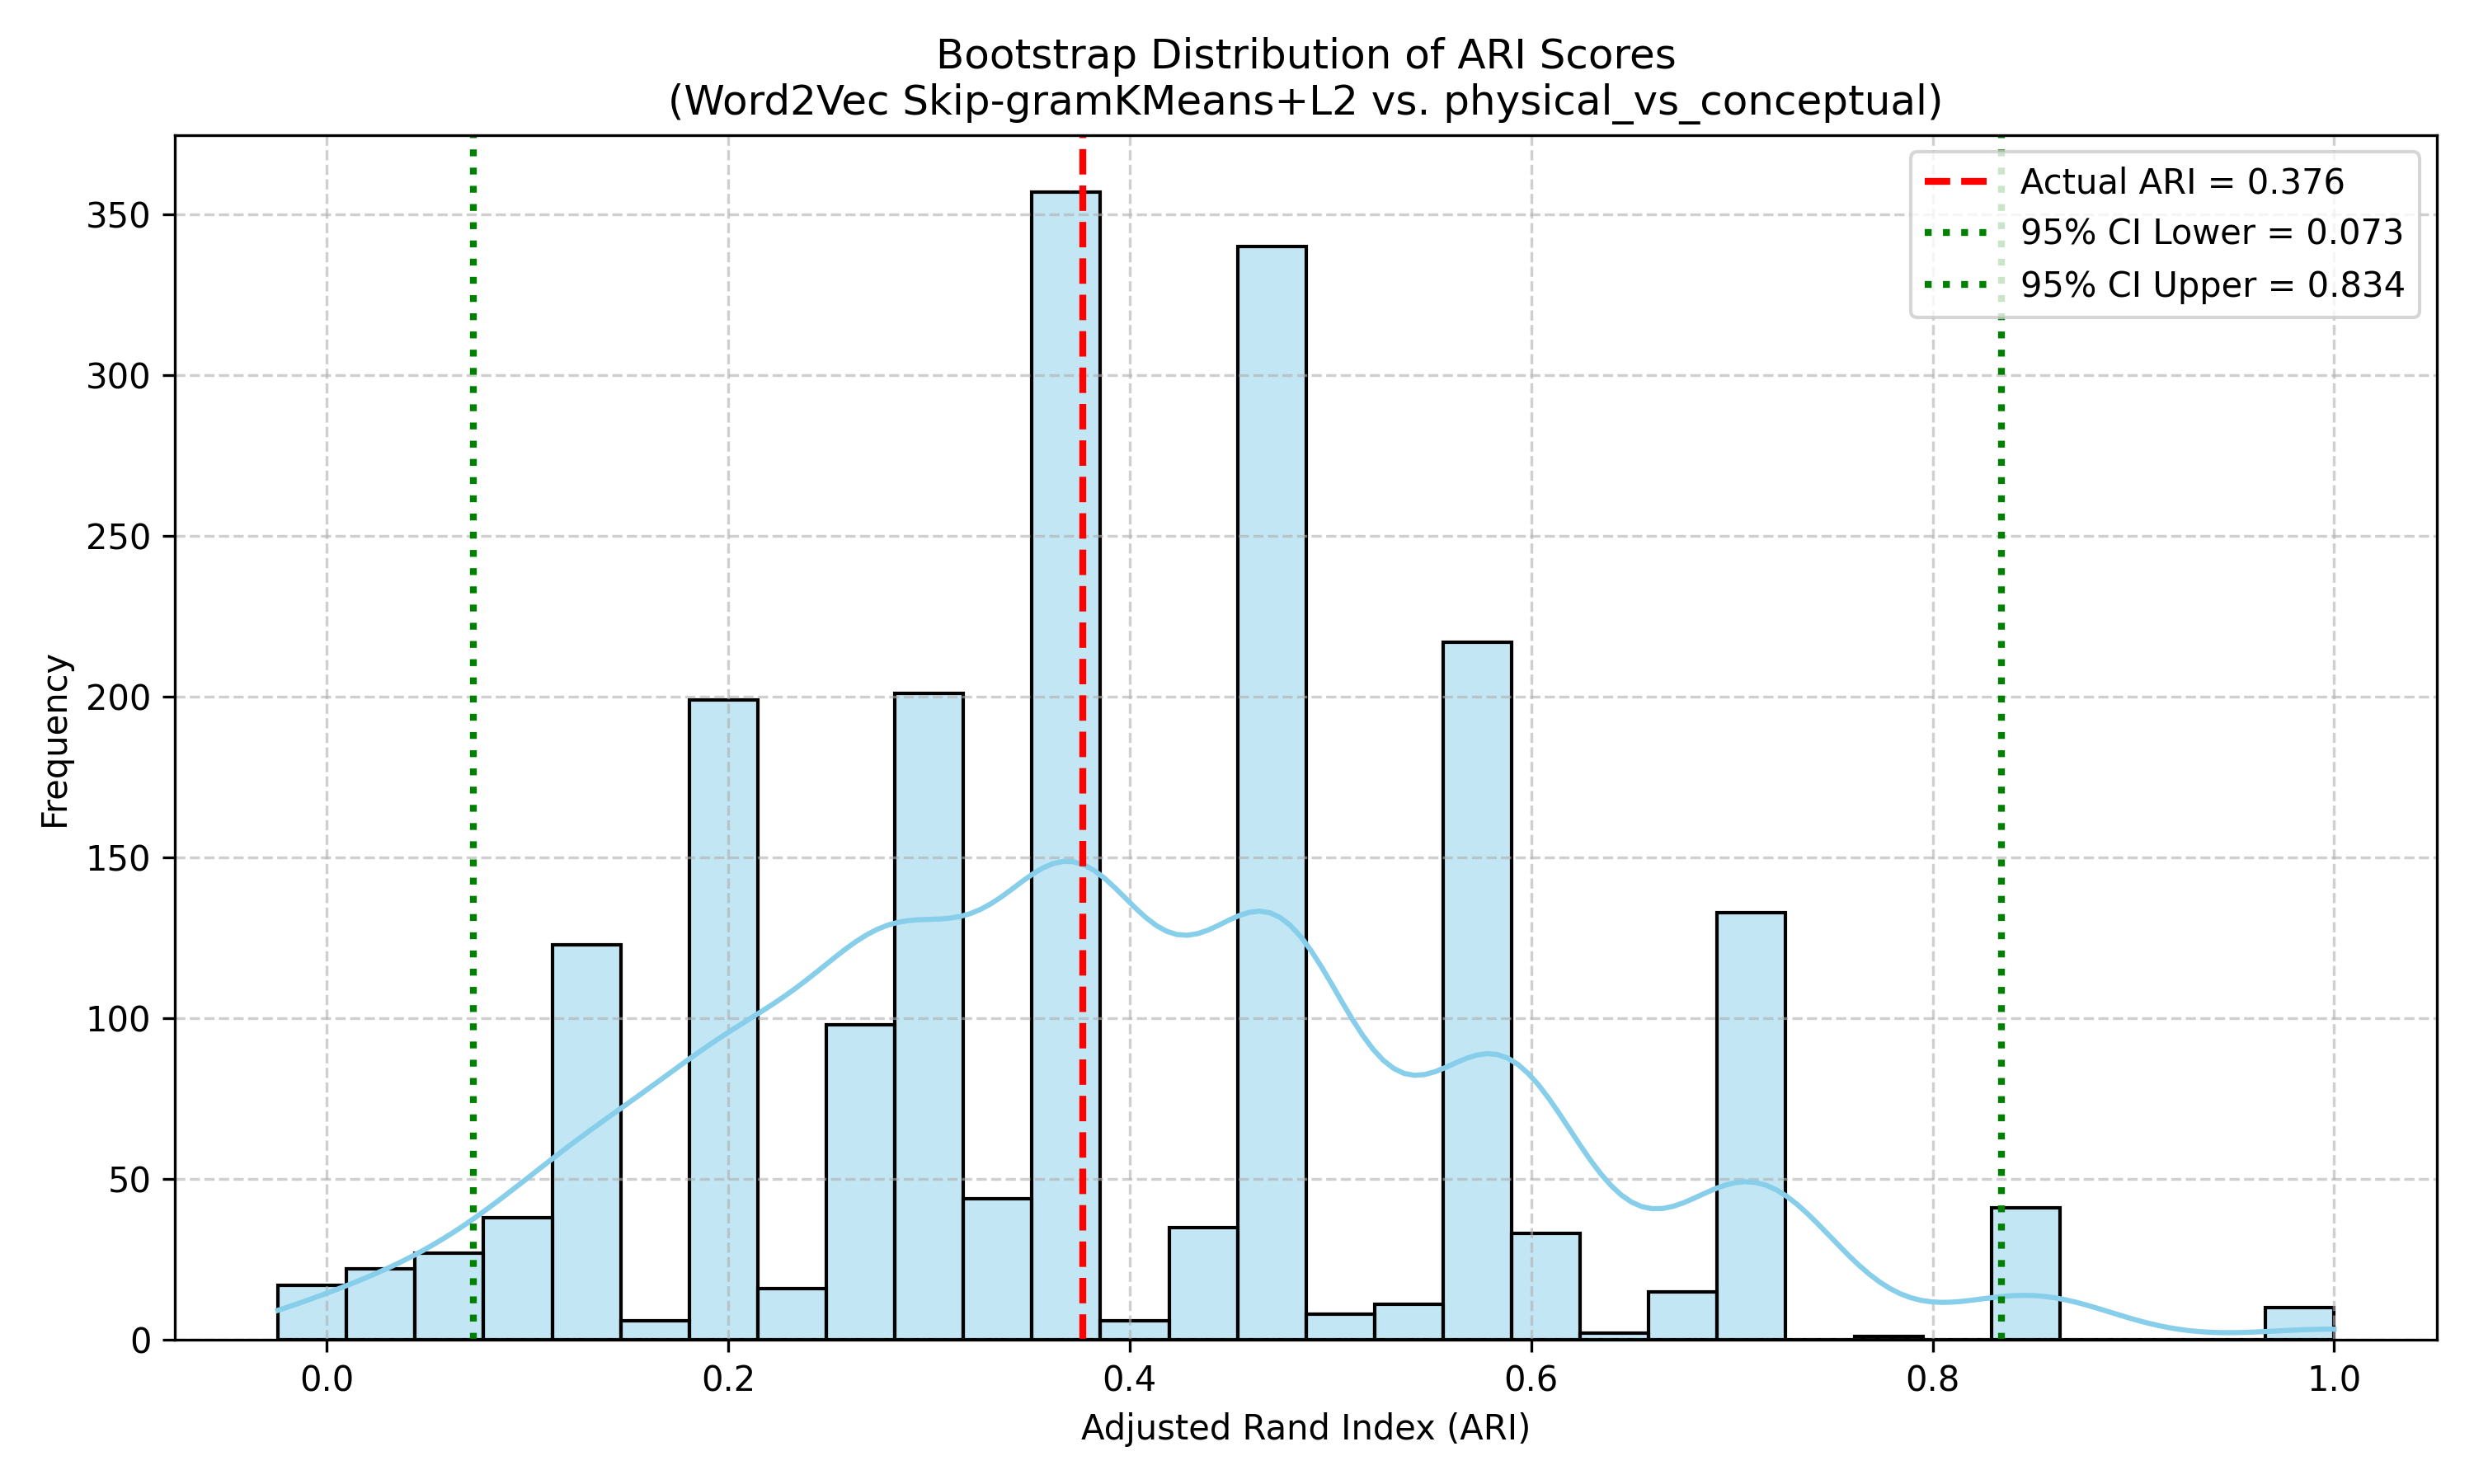 Bootstrap Distribution of ARI Scores
(Word2Vec Skip-gramKMeans+L2 vs. physical_vs_conceptual)
Actual ARI = 0.376
95% CI Lower = 0.073
95% CI Upper = 0.834
Frequency
350
300
250
200
150
100
50
0
0.0 0.2 0.4 0.6 0.8 1.0
Adjusted Rand Index (ARI)